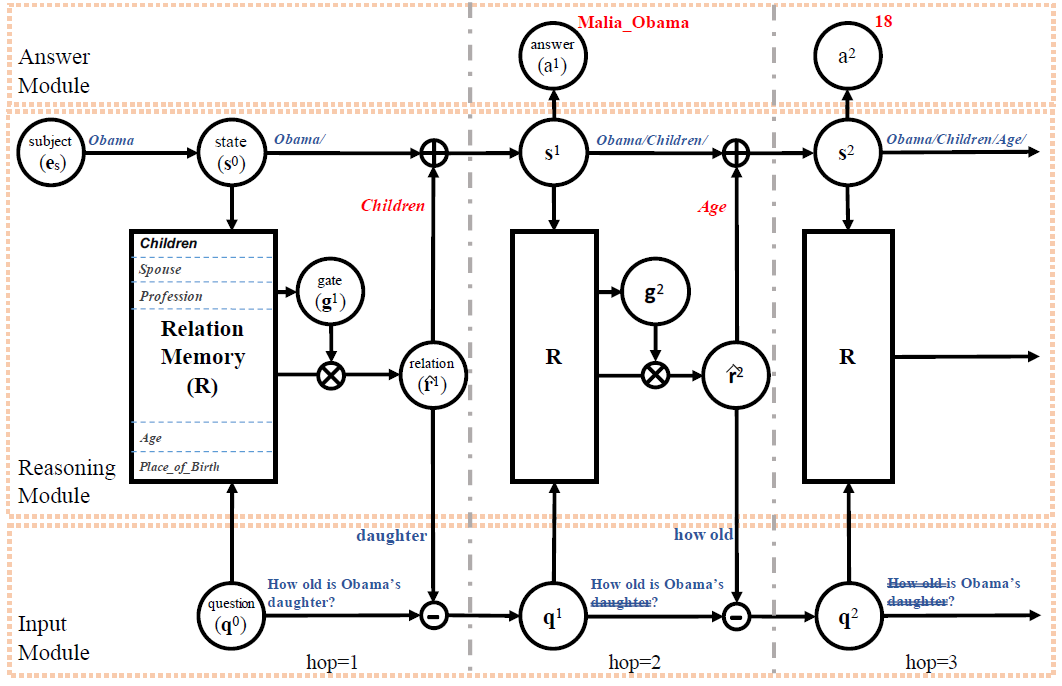 Malia_Obama
18
answer
(a¹)
a²
Answer
Module
subject
(eₛ)
Obama
state
(s⁰)
Obama/
s¹
Obama/Children/
s²
Obama/Children/Age/
Children
Age
Children
Spouse
Profession
Relation
Memory
(R)
Age
Place_of_Birth
gate
(g¹)
relation
(r̂¹)
R
g²
r̂²
R
Reasoning
Module
daughter
how old
question
(q⁰)
How old is Obama's
daughter?
q¹
How old is Obama's
daughter?
q²
How old is Obama's
daughter?
Input
Module
hop=1
hop=2
hop=3